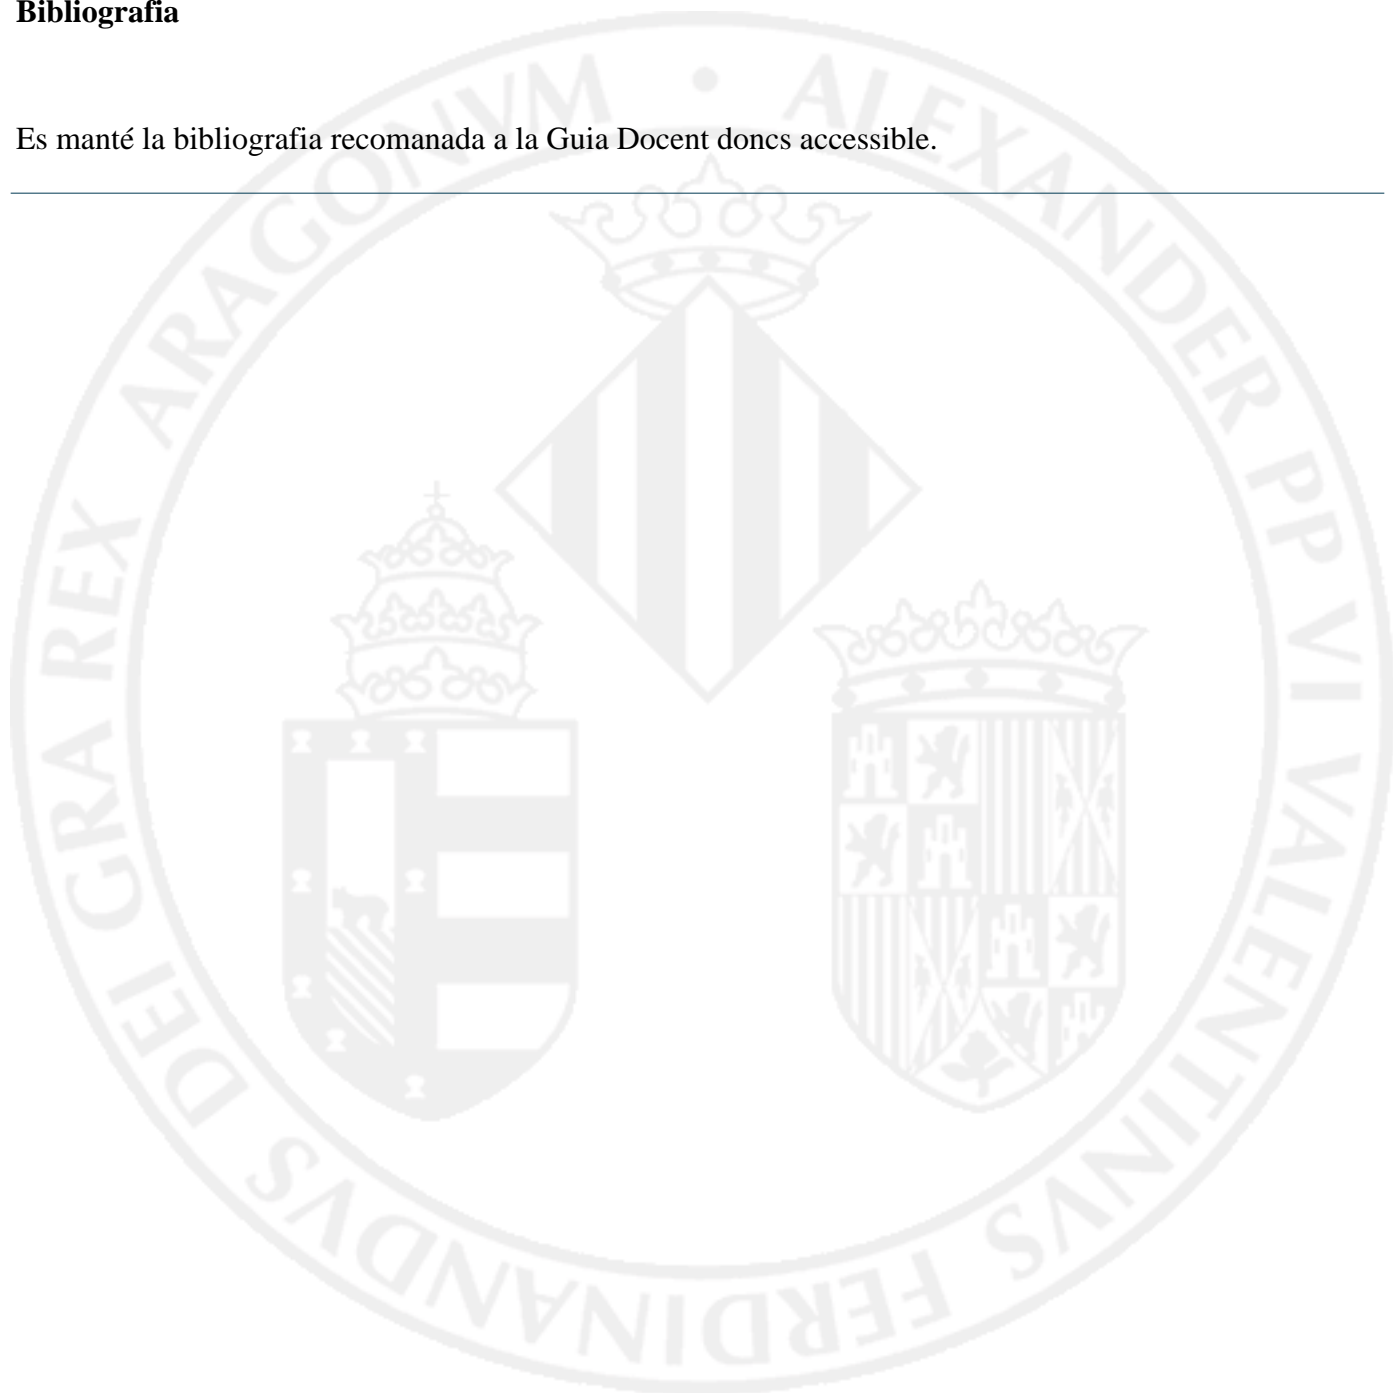 Bibliografia
Es manté la bibliografia recomanada a la Guia Docent doncs accessible.
ALEXANDER PP VI VALENTINVS FERDINANDVS DEI GRA REX ARAGONVM